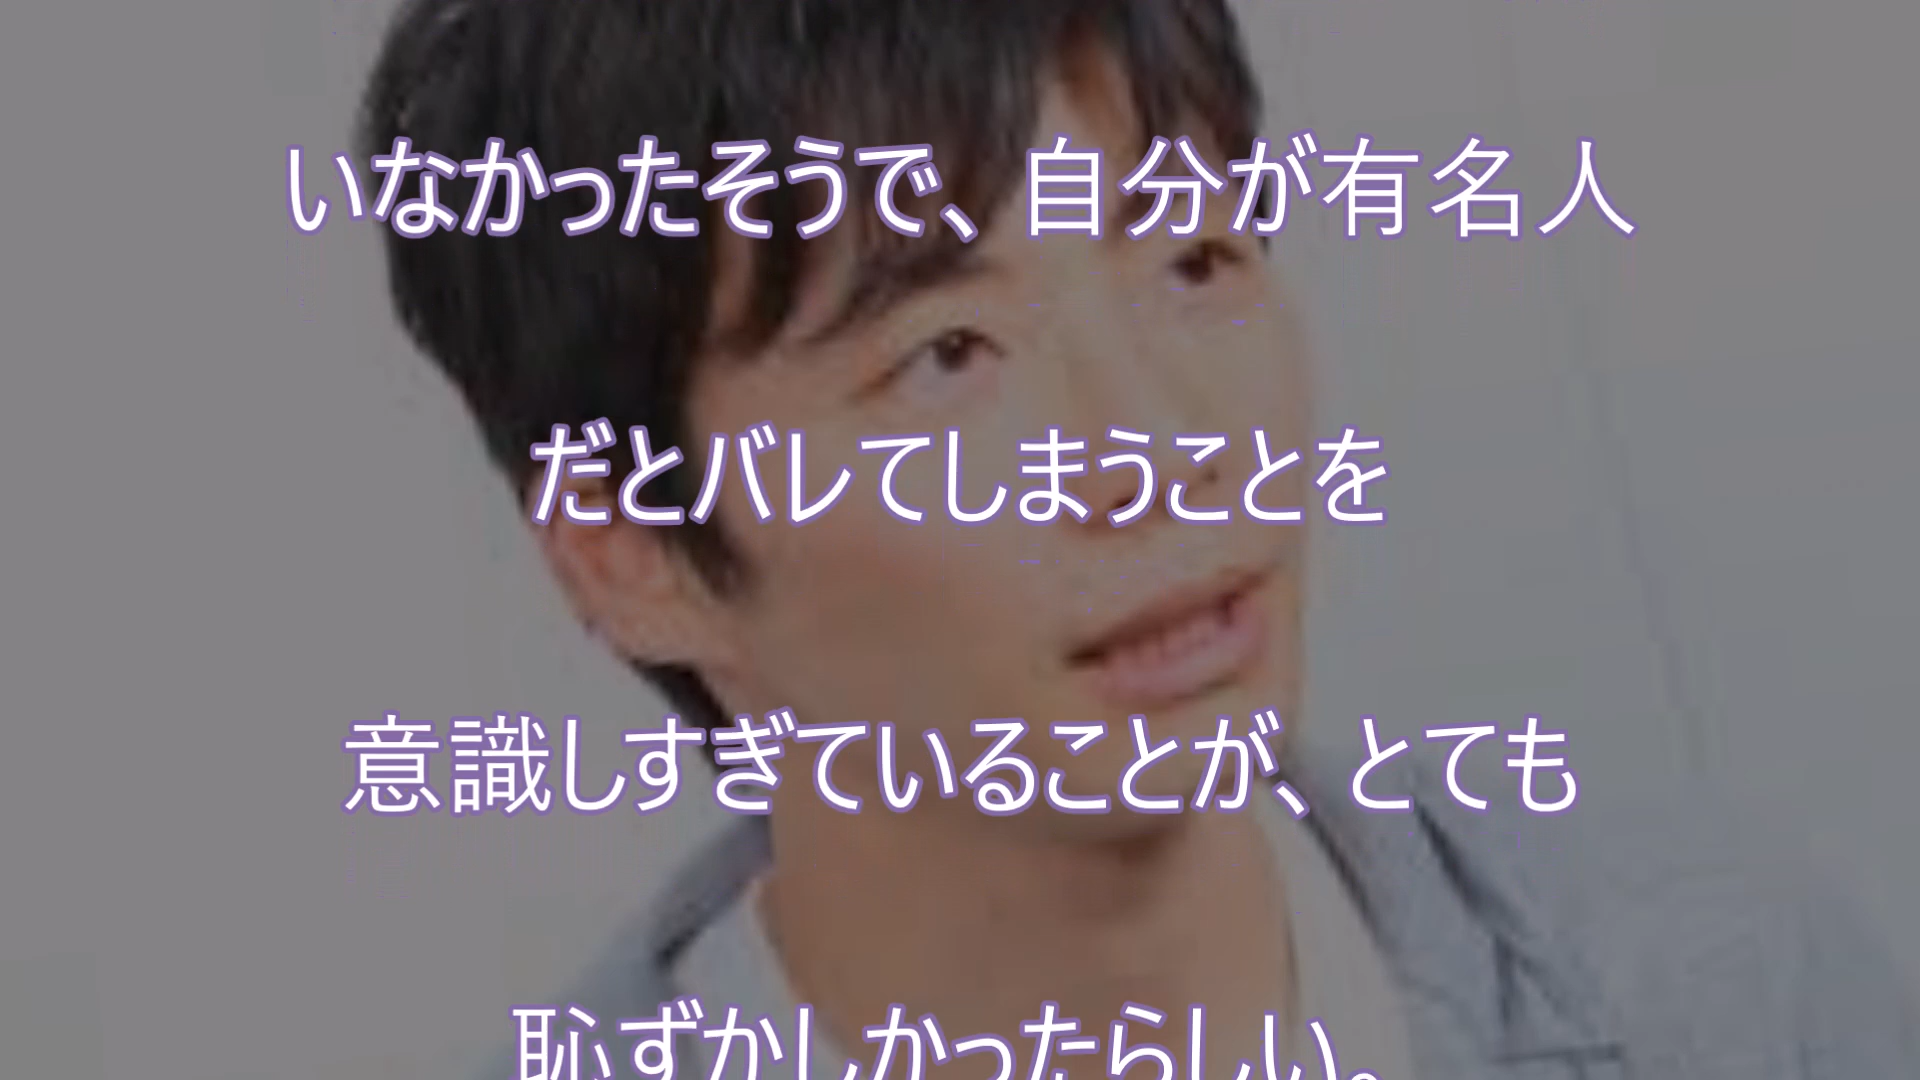 いなかったそうで、自分が有名人
だとバレてしまうことを
意識しすぎていることが、とても
恥ずかしかったらしい。